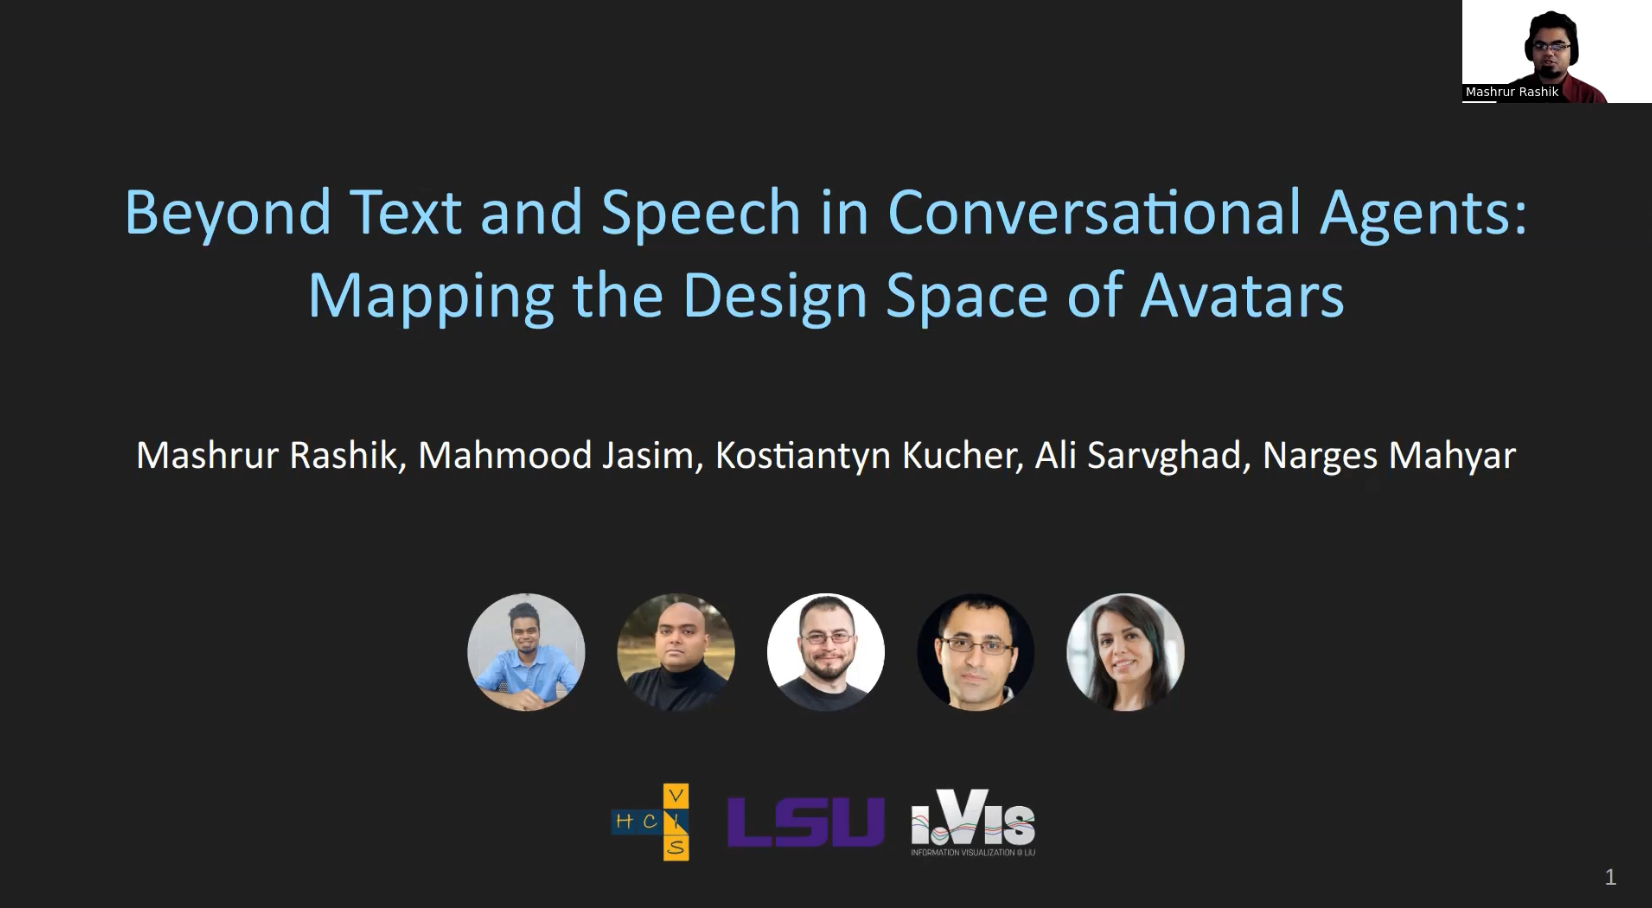 Mashrur Rashik
Beyond Text and Speech in Conversational Agents:
Mapping the Design Space of Avatars
Mashrur Rashik, Mahmood Jasim, Kostiantyn Kucher, Ali Sarvghad, Narges Mahyar
V
H C I
S
LSU
i.VIS
INFORMATION VISUALIZATION @ LIU
1